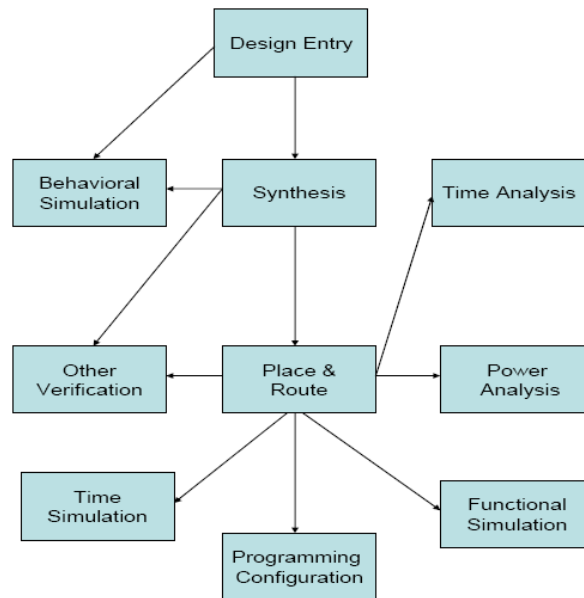 Design Entry
Behavioral
Simulation
Synthesis
Time Analysis
Other
Verification
Place &
Route
Power
Analysis
Time
Simulation
Programming
Configuration
Functional
Simulation